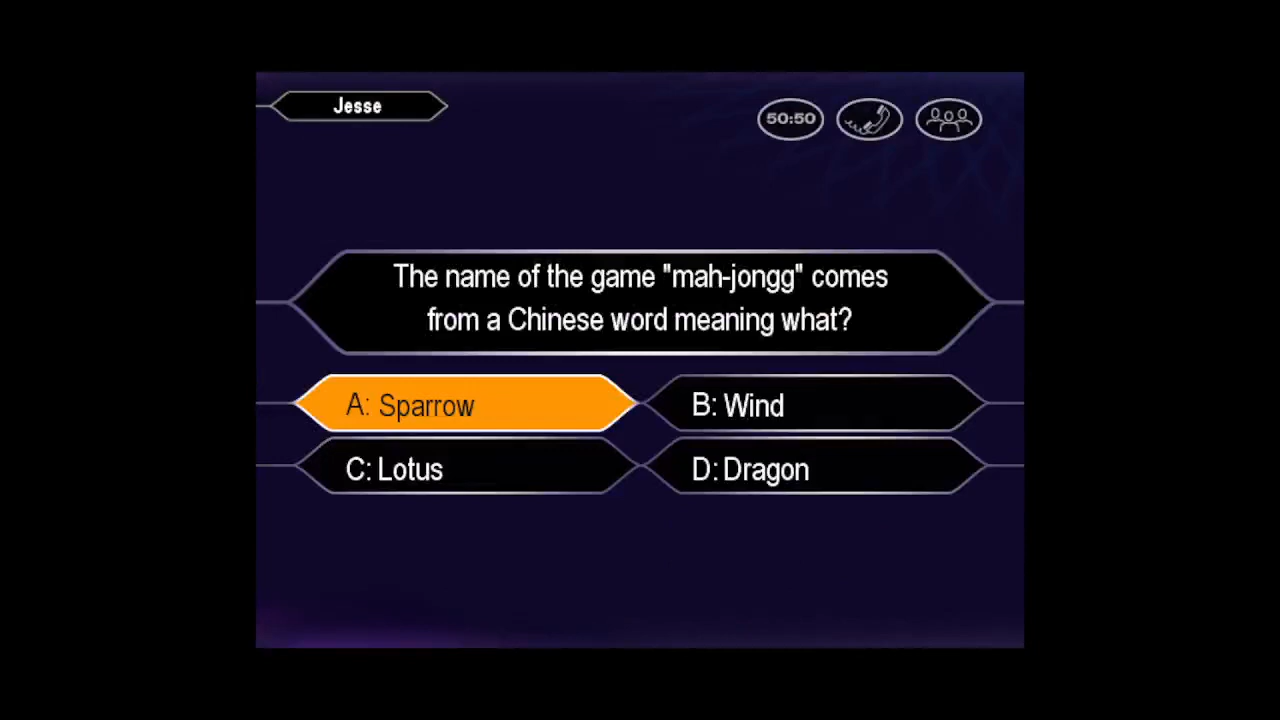 Jesse
50:50
The name of the game "mah-jongg" comes
from a Chinese word meaning what?
A: Sparrow
B: Wind
C: Lotus
D: Dragon